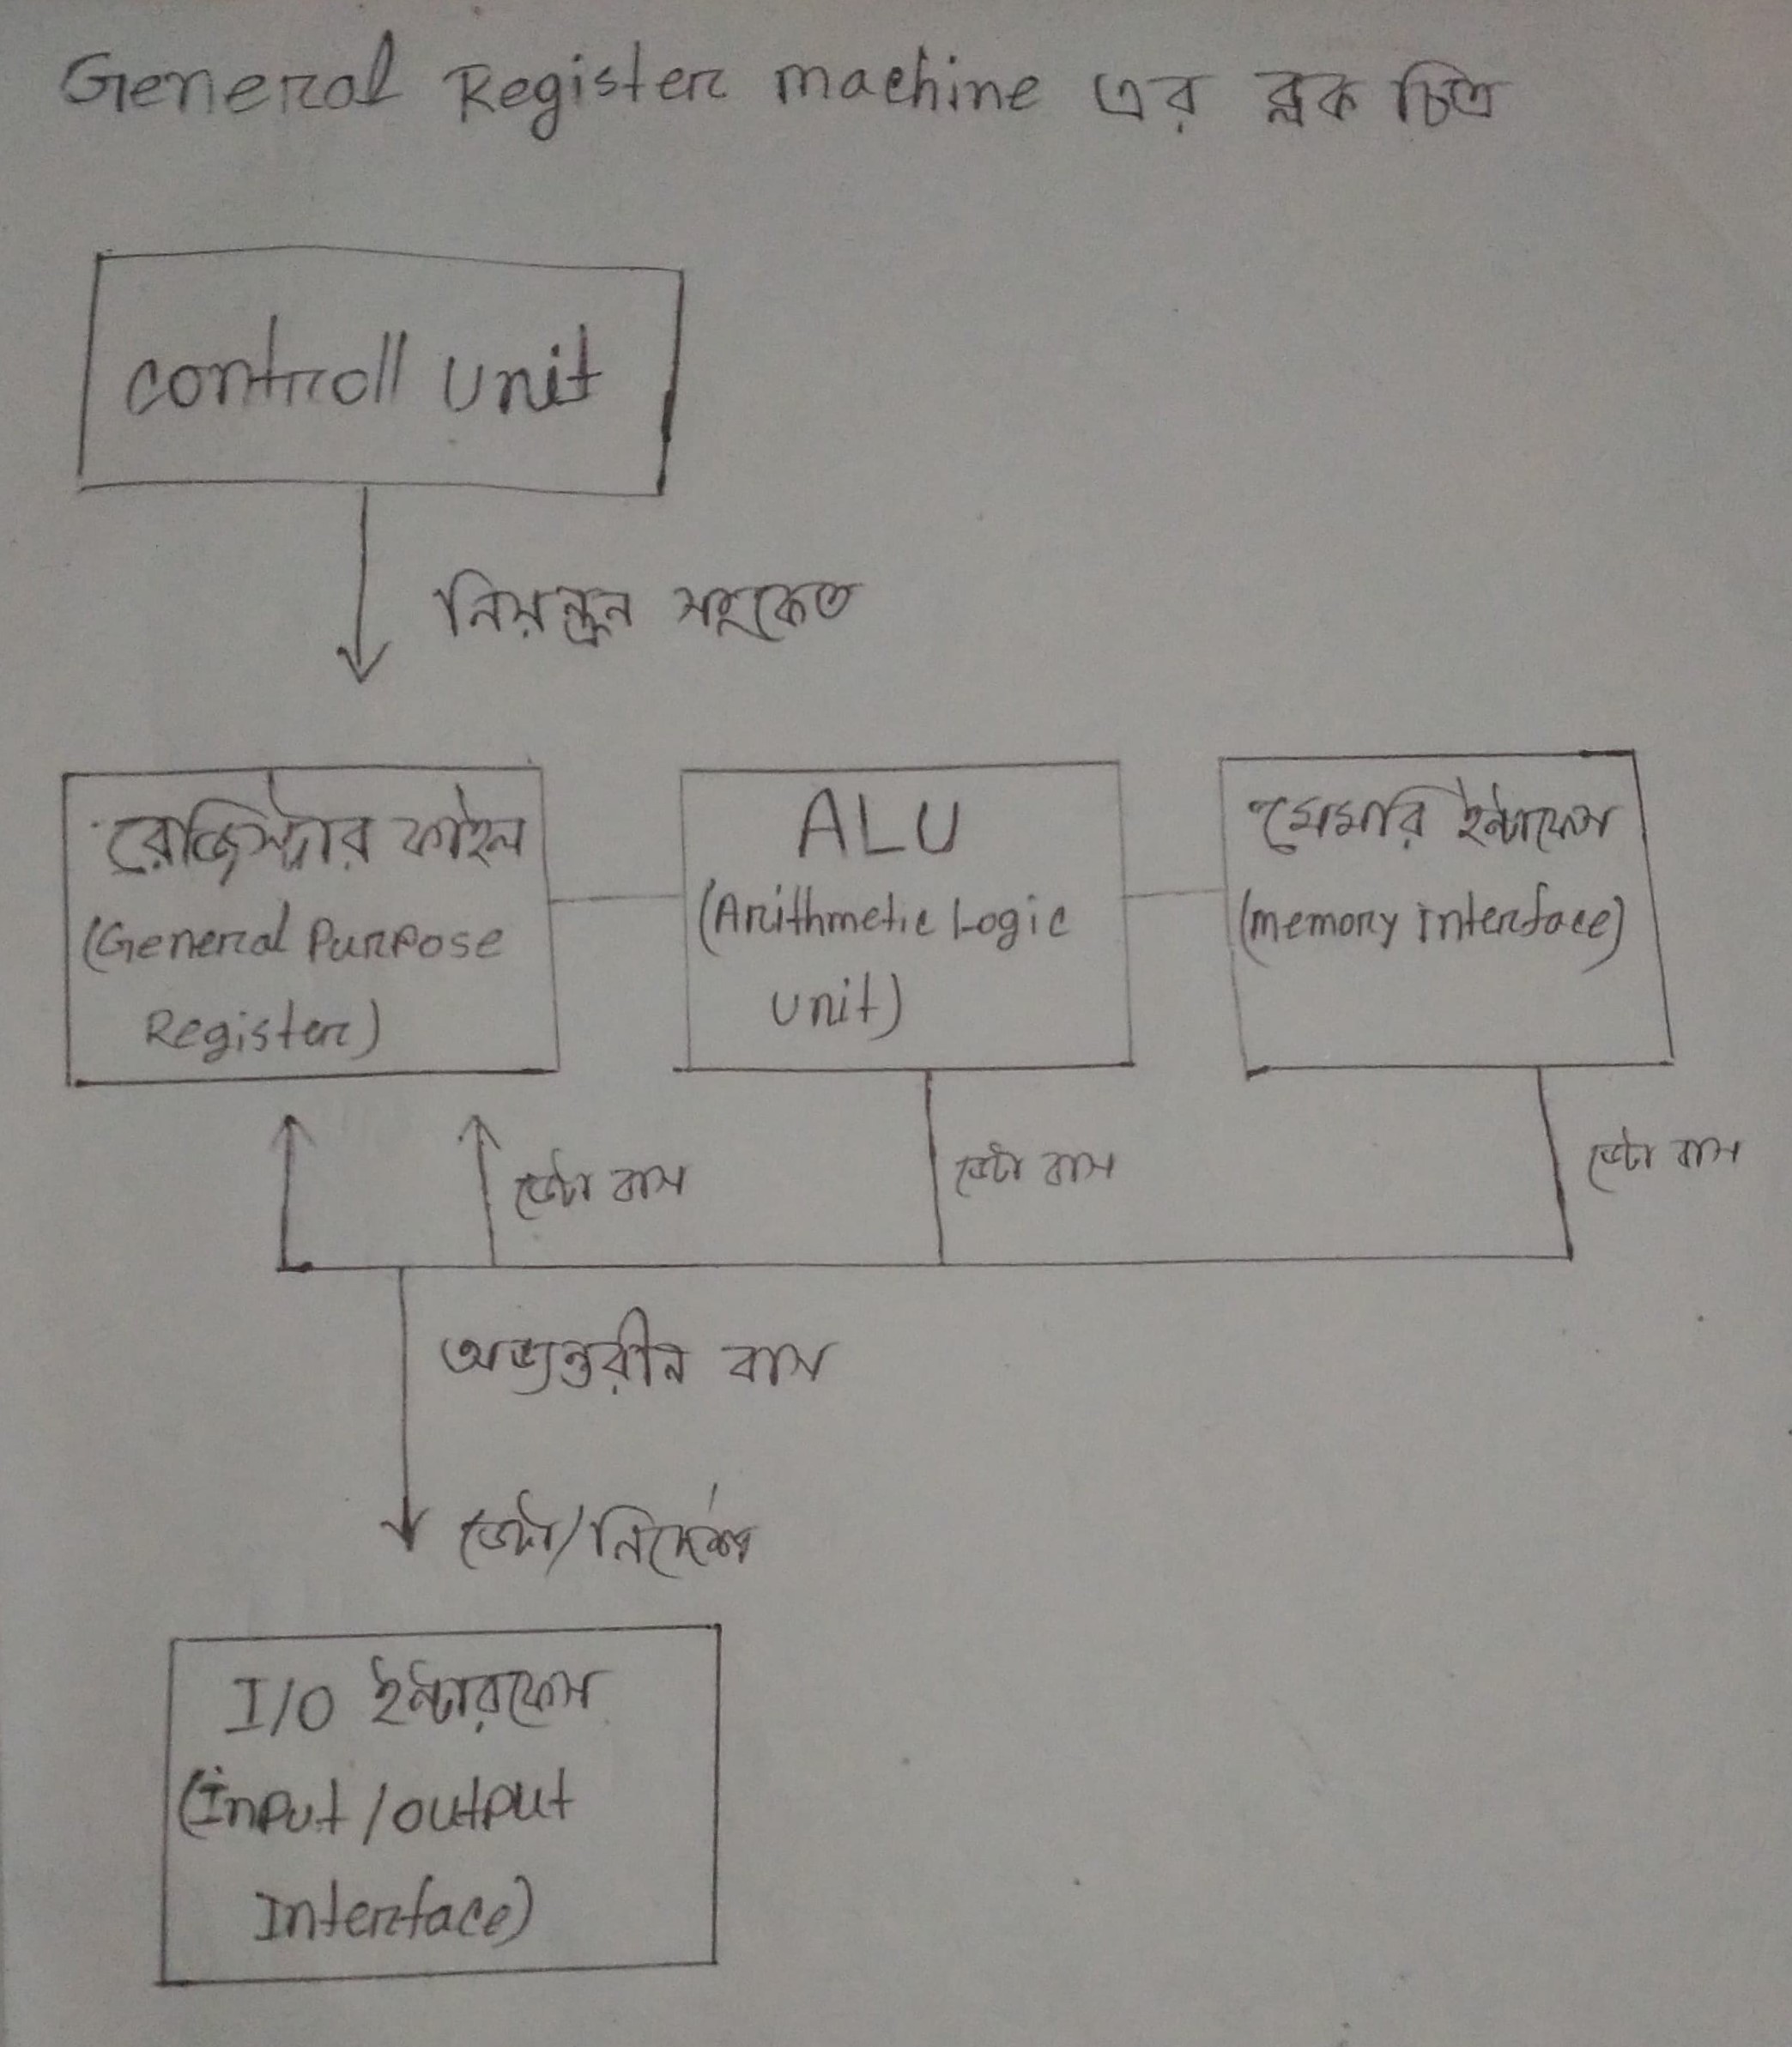 General Register machine এর ব্লক চিত্র
controll unit
নিয়ন্ত্রন সংকেত
রেজিস্ট্রার ফাইল
(General Purpose
Register)
ALU
(Arithmetic Logic
unit)
মেমরি ইন্টাফেস
(memory interface)
ডেটা বাস
ডেটা বাস
ডেটা বাস
অভ্যন্তরীন বাস
ডেটা/নির্দেশ
I/O ইন্টারফেস
(Input/output
Interface)